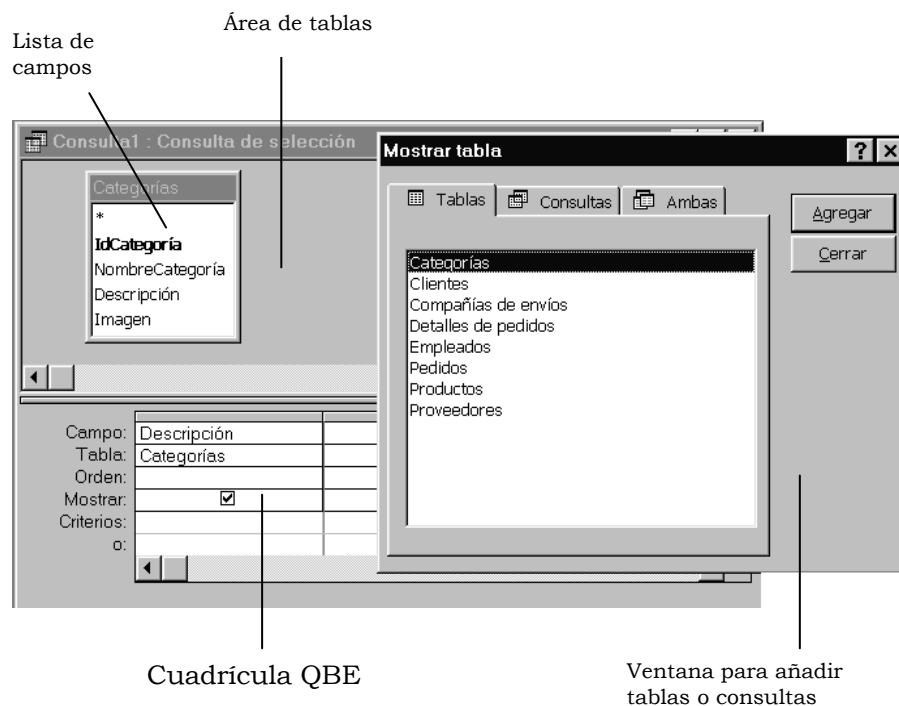 Área de tablas
Lista de
campos
Consulta1 : Consulta de selección
Categorías
*
IdCategoría
NombreCategoría
Descripción
Imagen
Mostrar tabla
Tablas
Consultas
Ambas
Categorías
Clientes
Compañías de envíos
Detalles de pedidos
Empleados
Pedidos
Productos
Proveedores
Agregar
Cerrar
Campo: Descripción
Tabla: Categorías
Orden:
Mostrar:
Criterios:
o:
Cuadrícula QBE
Ventana para añadir
tablas o consultas